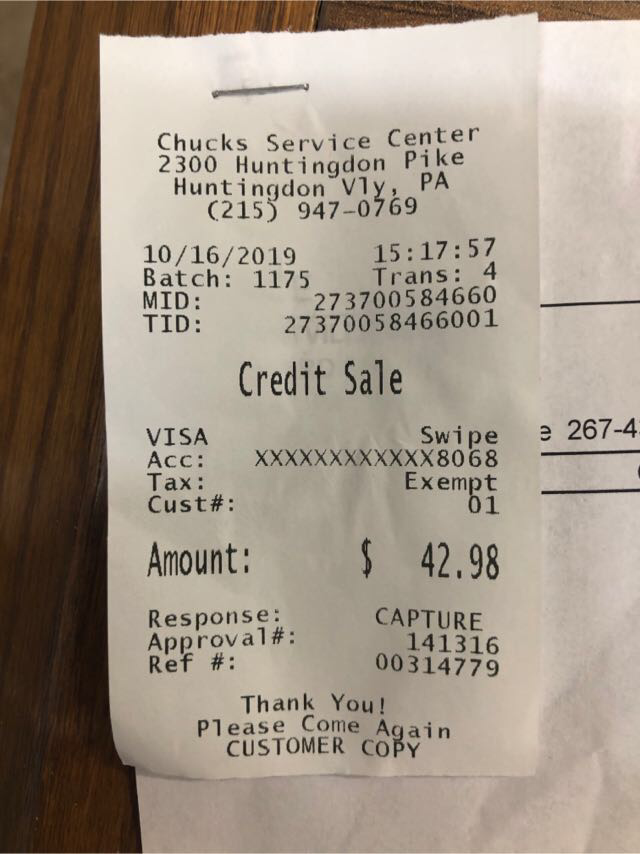 Chucks Service Center
2300 Huntingdon Pike
Huntingdon Vly, PA
(215) 947-0769
10/16/2019 15:17:57
Batch: 1175 Trans: 4
MID: 273700584660
TID: 27370058466001
Credit Sale
VISA Swipe
Acc: XXXXXXXXXXXX8068
Tax: Exempt
Cust#: 01
Amount: $ 42.98
Response: CAPTURE
Approval#: 141316
Ref #: 00314779
Thank You!
Please Come Again
CUSTOMER COPY
e 267-4